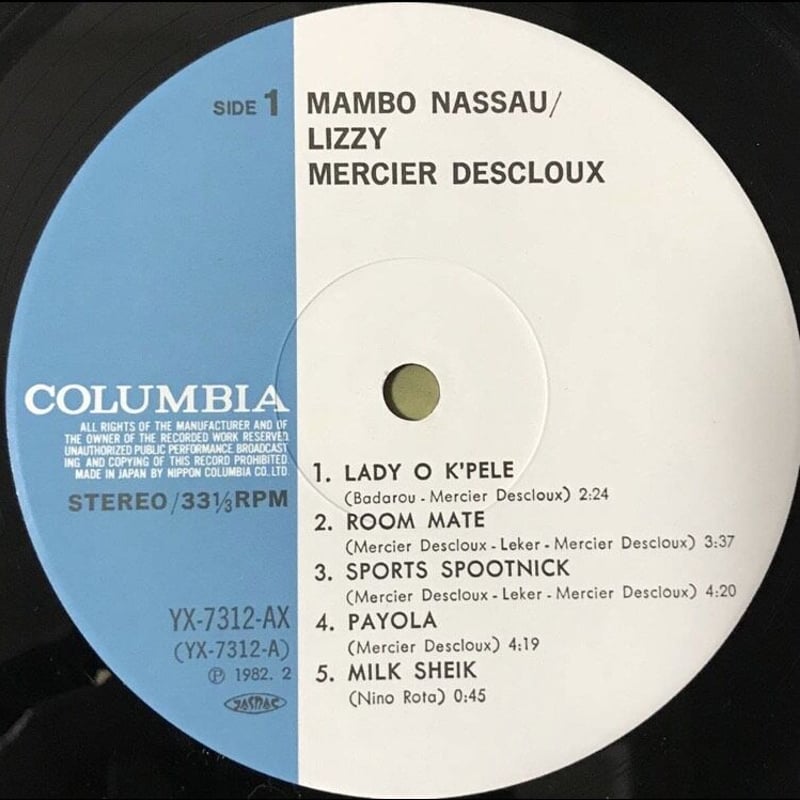 SIDE 1
MAMBO NASSAU/
LIZZY
MERCIER DESCLOUX
COLUMBIA
ALL RIGHTS OF THE MANUFACTURER AND OF
THE OWNER OF THE RECORDED WORK RESERVED
UNAUTHORIZED PUBLIC PERFORMANCE. BROADCAST
ING AND COPYING OF THIS RECORD PROHIBITED.
MADE IN JAPAN BY NIPPON COLUMBIA CO. LTD.
STEREO/33⅓RPM
YX-7312-AX
(YX-7312-A)
Ⓟ 1982. 2
JASRAC
1. LADY O K'PELE
(Badarou - Mercier Descloux) 2:24
2. ROOM MATE
(Mercier Descloux - Leker - Mercier Descloux) 3:37
3. SPORTS SPOOTNICK
(Mercier Descloux - Leker - Mercier Descloux) 4:20
4. PAYOLA
(Mercier Descloux) 4:19
5. MILK SHEIK
(Nino Rota) 0:45